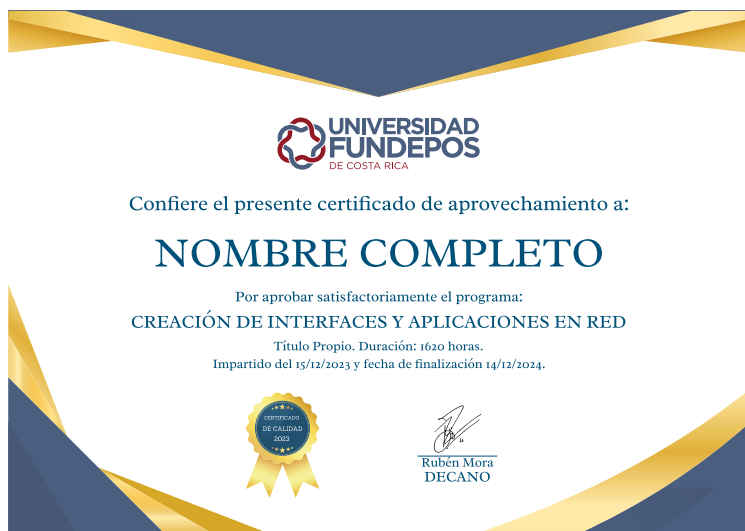 UNIVERSIDAD
FUNDEPOS
DE COSTA RICA
Confiere el presente certificado de aprovechamiento a:
NOMBRE COMPLETO
Por aprobar satisfactoriamente el programa:
CREACIÓN DE INTERFACES Y APLICACIONES EN RED
Título Propio. Duración: 1620 horas.
Impartido del 15/12/2023 y fecha de finalización 14/12/2024.
CERTIFICADO
DE CALIDAD
2023
Rubén Mora
DECANO